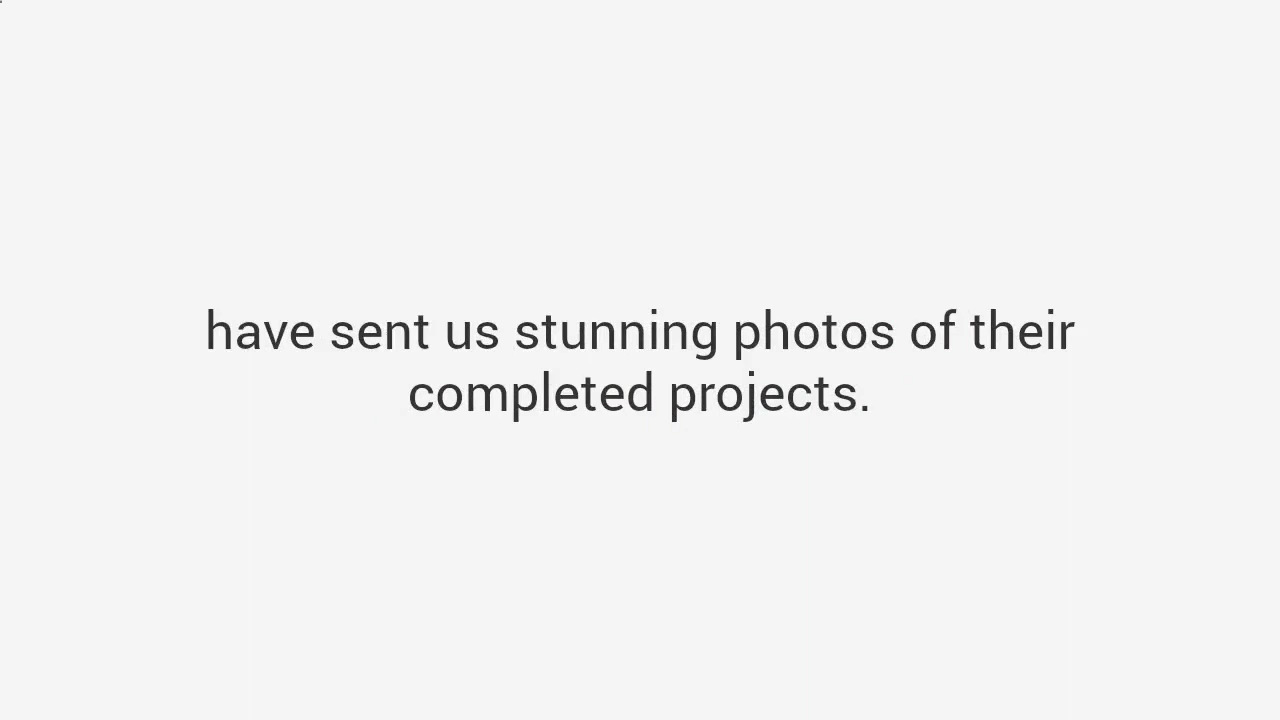 have sent us stunning photos of their
completed projects.